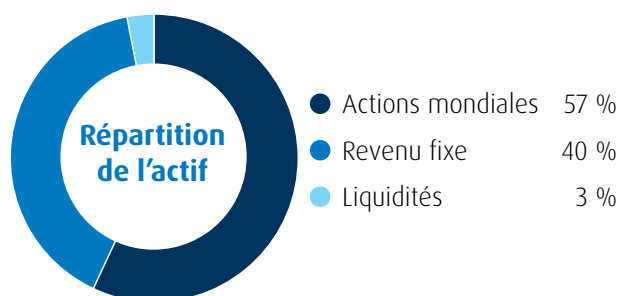 Répartition
de l’actif
Actions mondiales 57 %
Revenu fixe 40 %
Liquidités 3 %